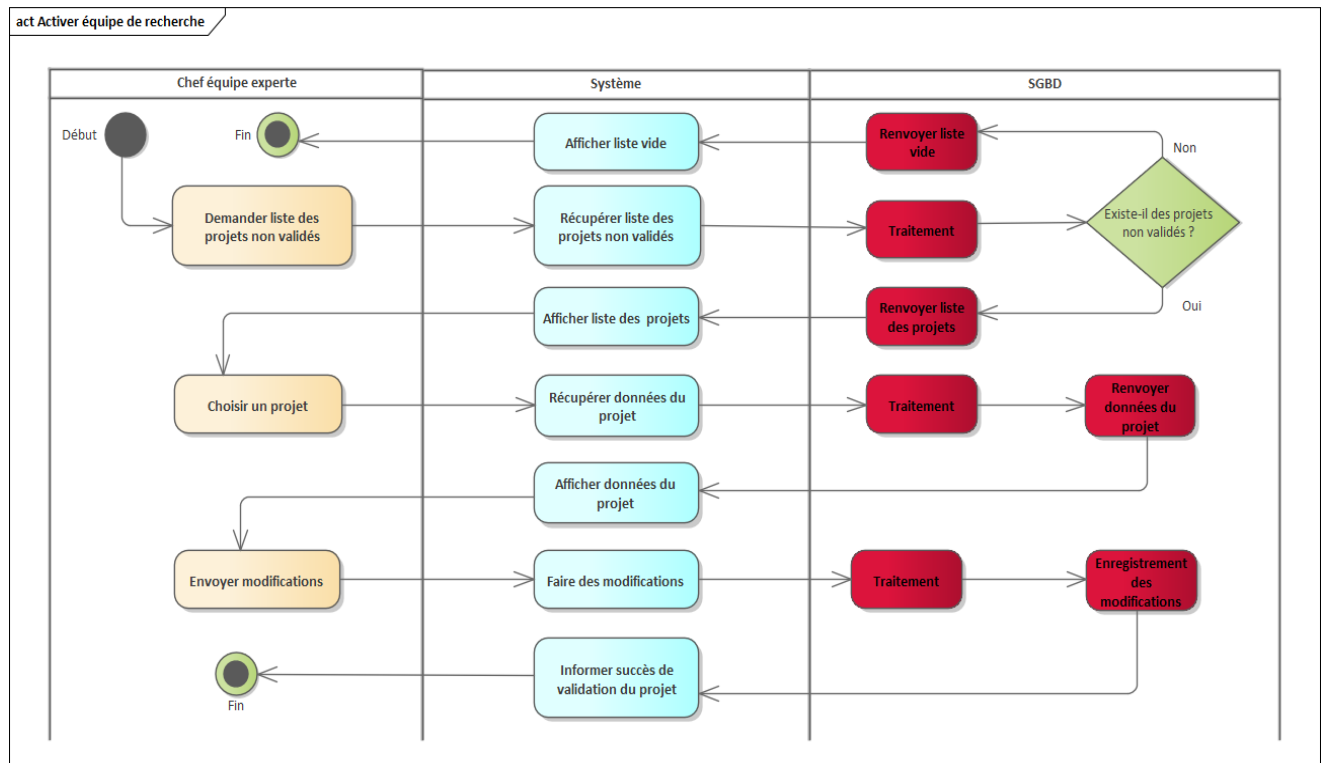 act Activer équipe de recherche
Chef équipe experte
Système
SGBD
Début
Fin
Afficher liste vide
Renvoyer liste
vide
Non
Demander liste des
projets non validés
Récupérer liste des
projets non validés
Traitement
Existe-il des projets
non validés ?
Afficher liste des projets
Renvoyer liste
des projets
Oui
Choisir un projet
Récupérer données du
projet
Traitement
Renvoyer
données du
projet
Afficher données du
projet
Envoyer modifications
Faire des modifications
Traitement
Enregistrement
des
modifications
Informer succès de
validation du projet
Fin